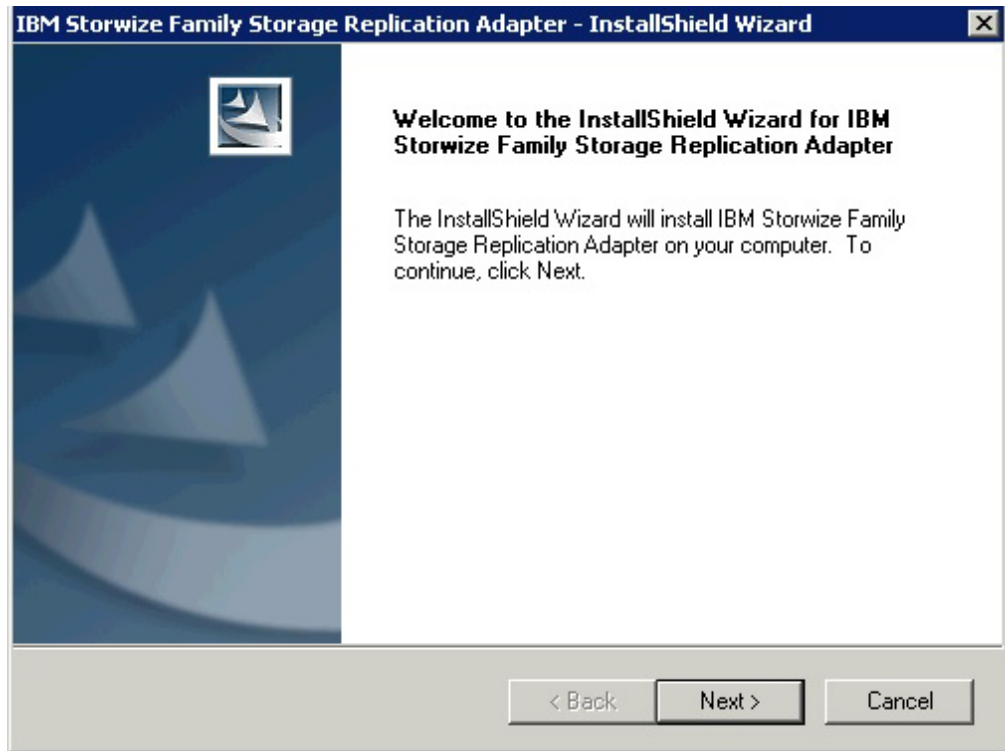 IBM Storwize Family Storage Replication Adapter - InstallShield Wizard
Welcome to the InstallShield Wizard for IBM
Storwize Family Storage Replication Adapter
The InstallShield Wizard will install IBM Storwize Family
Storage Replication Adapter on your computer. To
continue, click Next.
< Back Next > Cancel